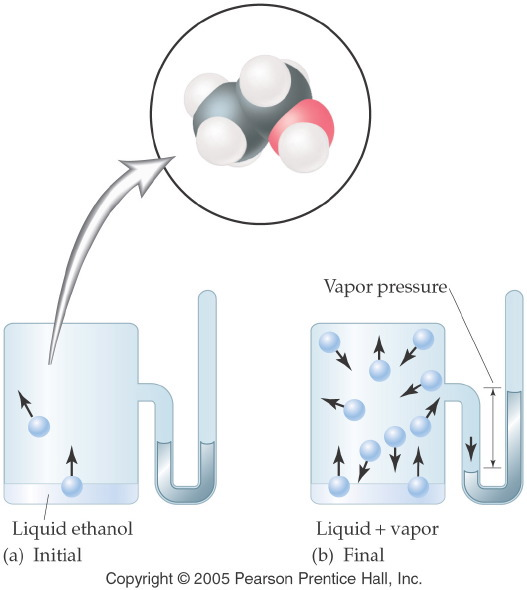 Vapor pressure
Liquid ethanol
(a) Initial
Liquid + vapor
(b) Final
Copyright © 2005 Pearson Prentice Hall, Inc.